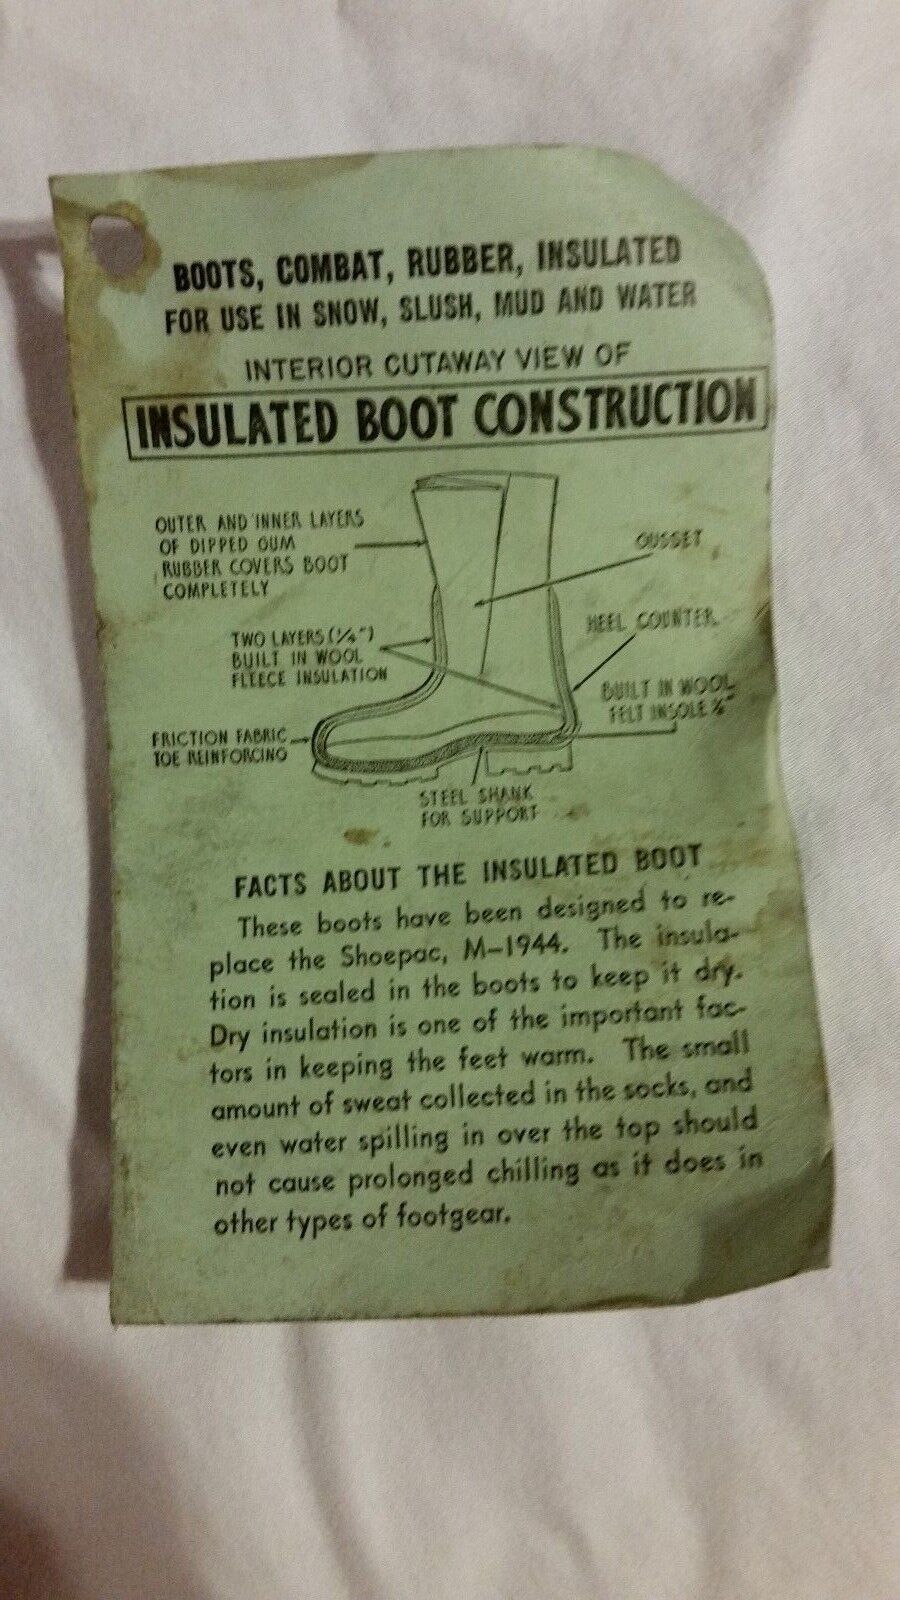 BOOTS, COMBAT, RUBBER, INSULATED
FOR USE IN SNOW, SLUSH, MUD AND WATER
INTERIOR CUTAWAY VIEW OF
INSULATED BOOT CONSTRUCTION
OUTER AND INNER LAYERS
OF DIPPED GUM
RUBBER COVERS BOOT
COMPLETELY
GUSSET
TWO LAYERS (1/4")
BUILT IN WOOL
FLEECE INSULATION
HEEL COUNTER
BUILT IN WOOL
FELT INSOLE
FRICTION FABRIC
TOE REINFORCING
STEEL SHANK
FOR SUPPORT
FACTS ABOUT THE INSULATED BOOT
These boots have been designed to re-
place the Shoepac, M-1944. The insula-
tion is sealed in the boots to keep it dry.
Dry insulation is one of the important fac-
tors in keeping the feet warm. The small
amount of sweat collected in the socks, and
even water spilling in over the top should
not cause prolonged chilling as it does in
other types of footgear.